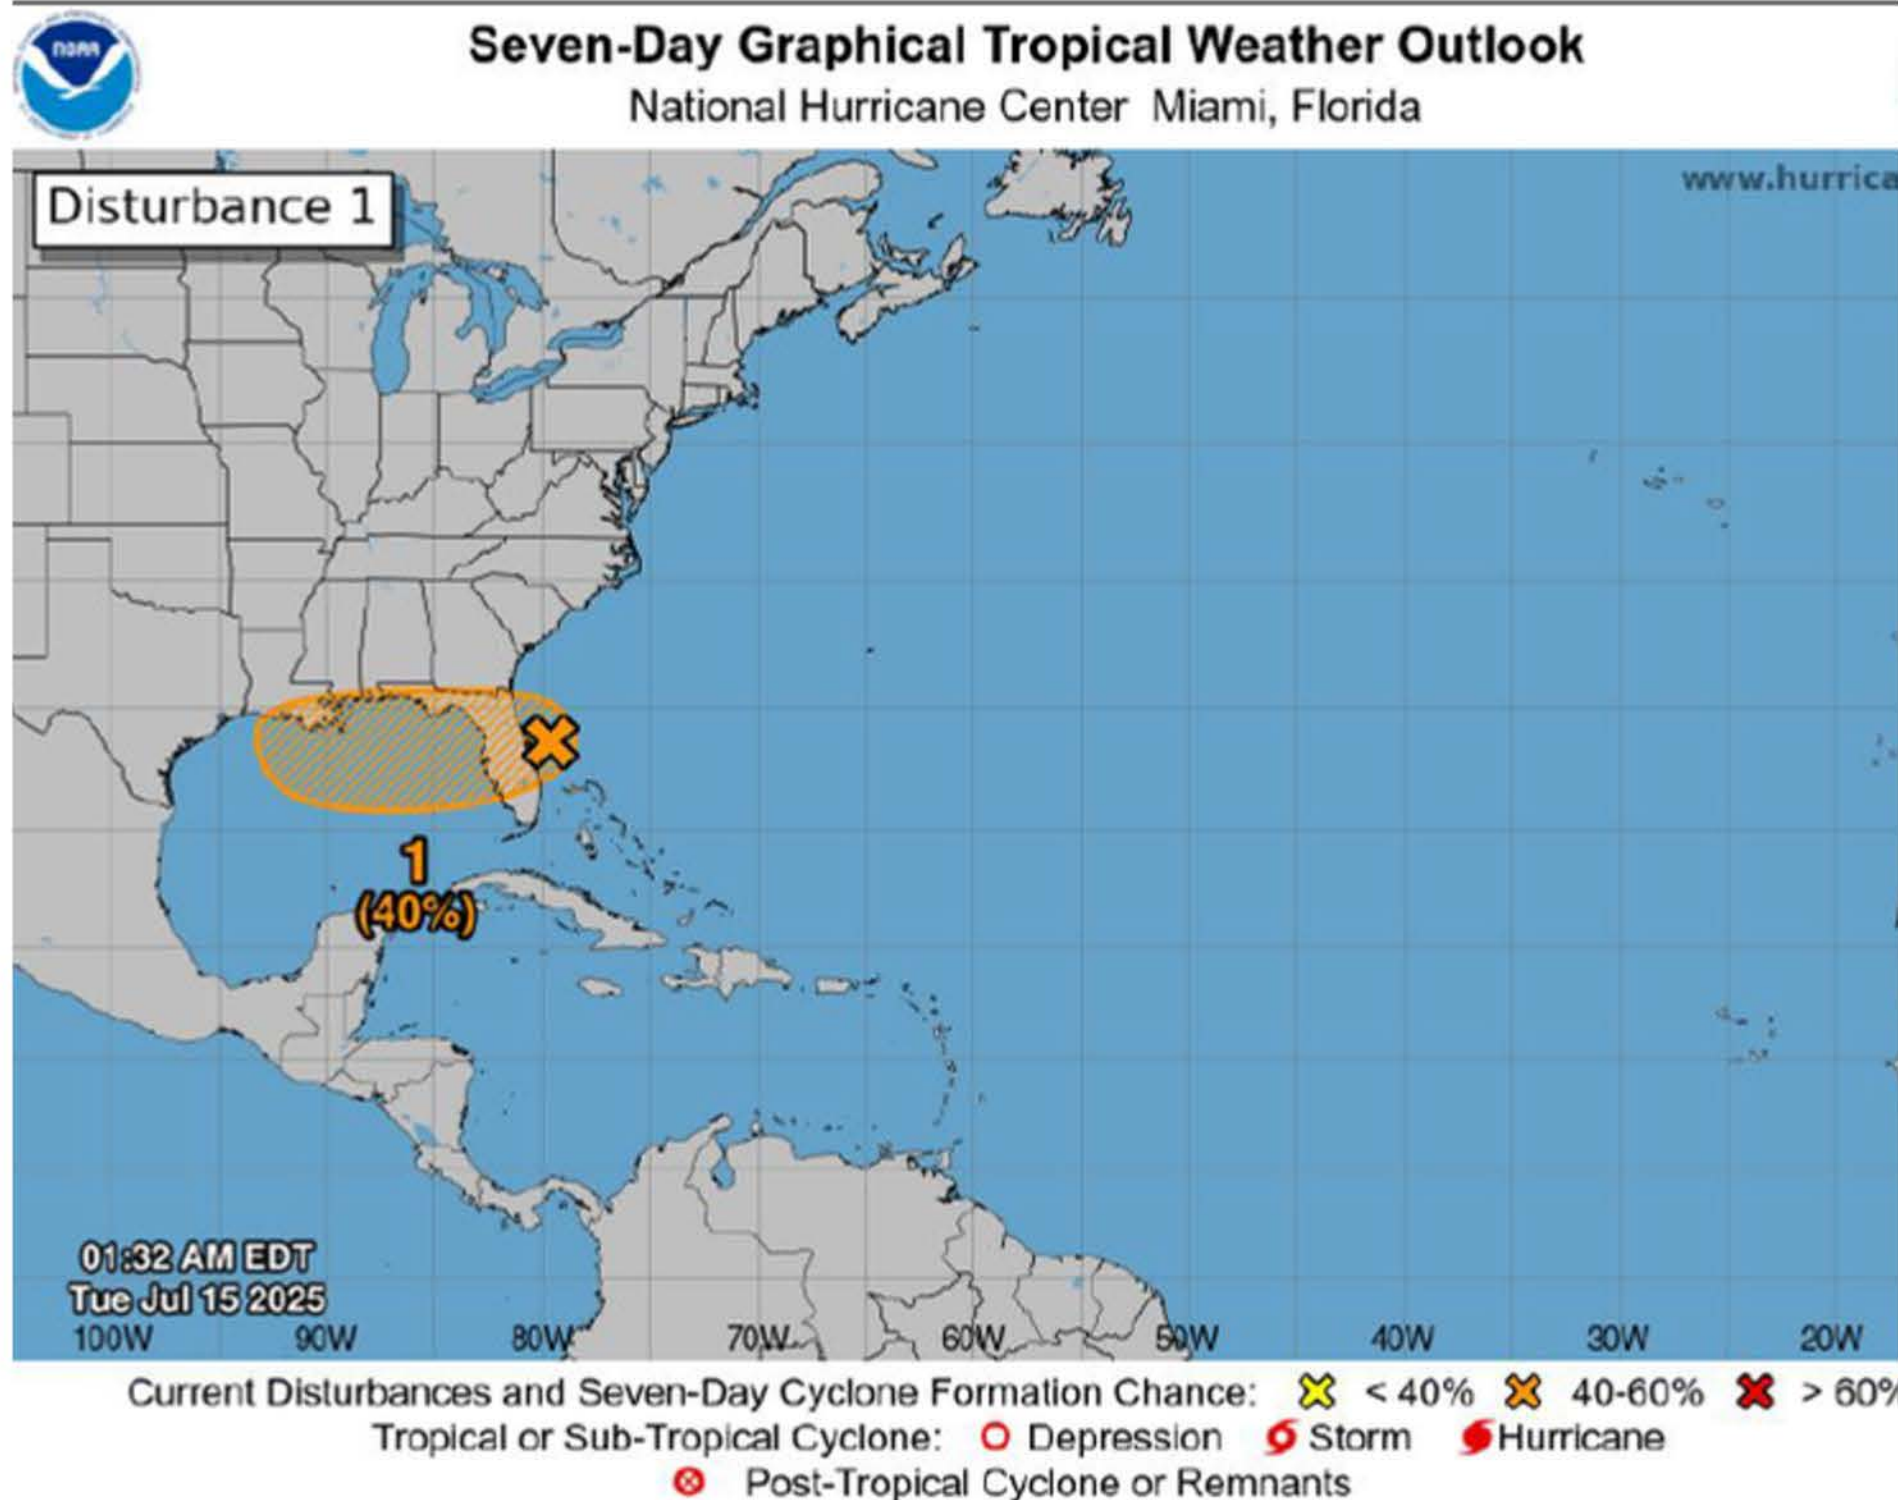 NOAA
Seven-Day Graphical Tropical Weather Outlook
National Hurricane Center Miami, Florida
www.hurrica
Disturbance 1
1
(40%)
01:32 AM EDT
Tue Jul 15 2025
100W 90W 80W 70W 60W 50W 40W 30W 20W
Current Disturbances and Seven-Day Cyclone Formation Chance: < 40% 40-60% > 60%
Tropical or Sub-Tropical Cyclone: Depression Storm Hurricane
Post-Tropical Cyclone or Remnants